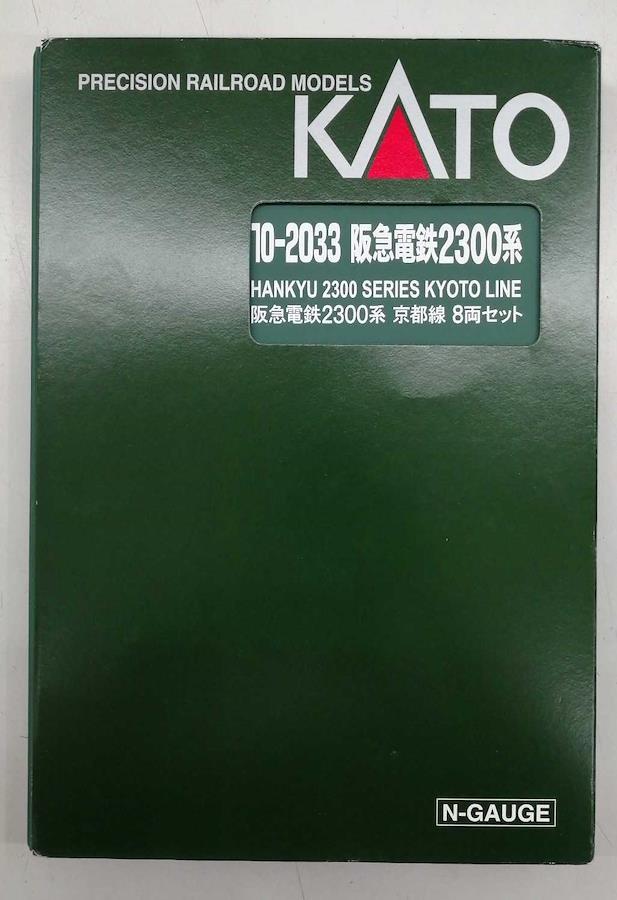 PRECISION RAILROAD MODELS
KATO
10-2033 阪急電鉄2300系
HANKYU 2300 SERIES KYOTO LINE
阪急電鉄2300系 京都線 8両セット
N-GAUGE